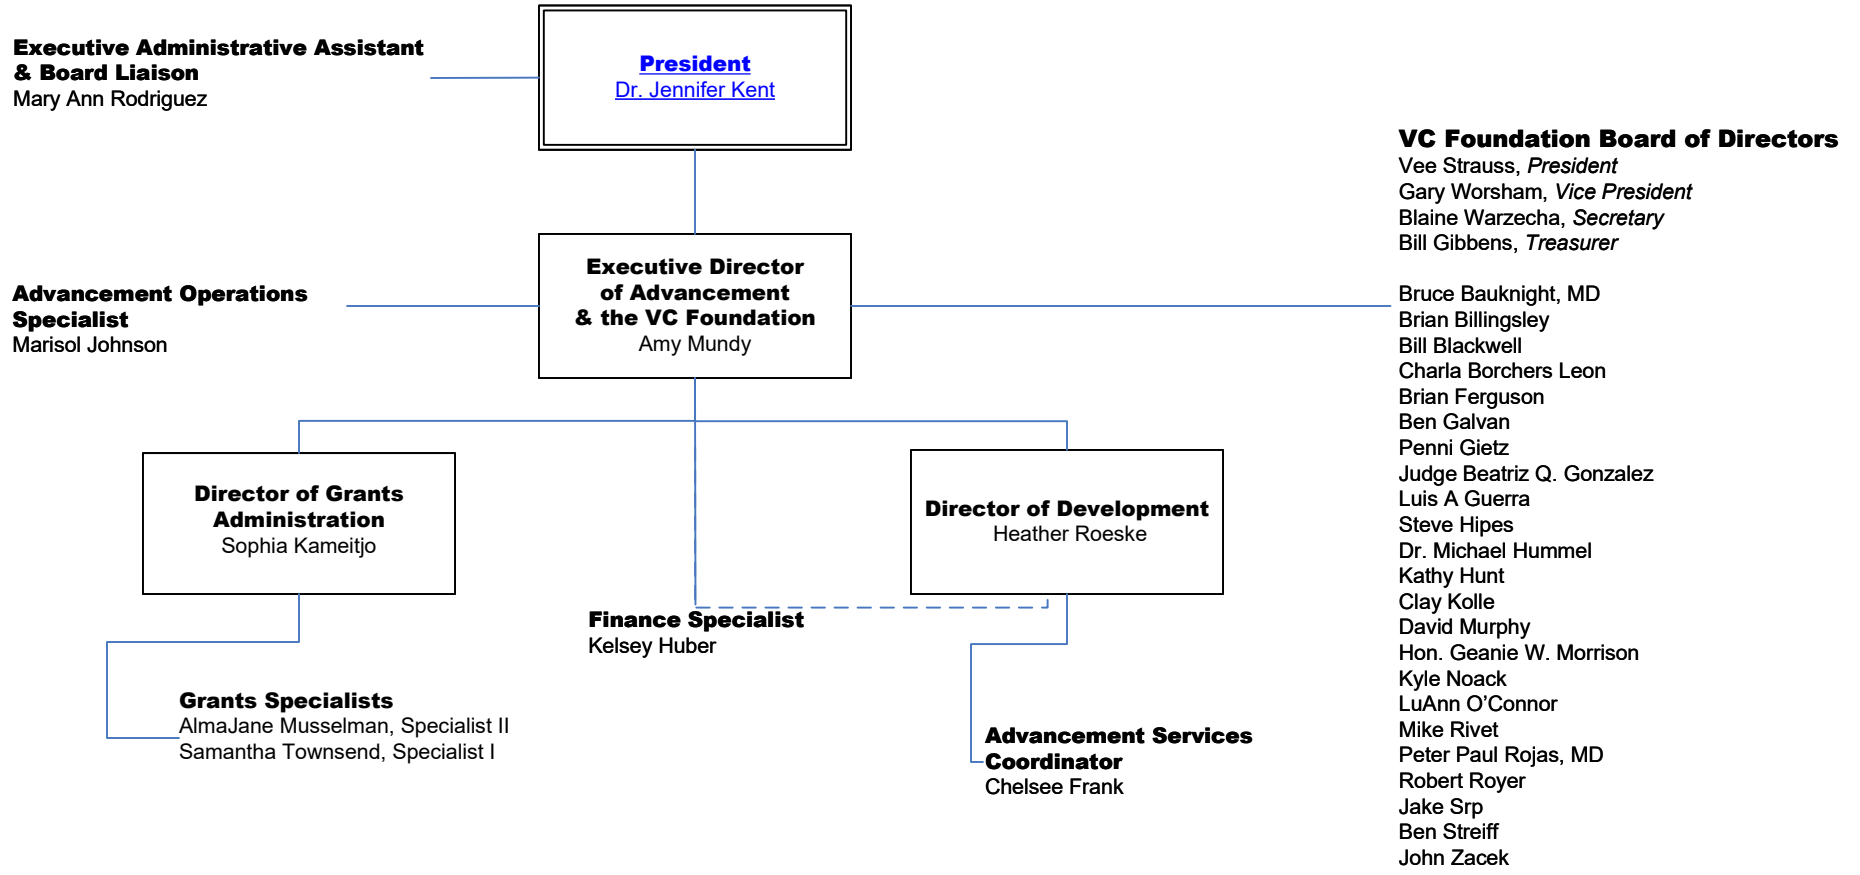 Executive Administrative Assistant
& Board Liaison
Mary Ann Rodriguez
President
Dr. Jennifer Kent
VC Foundation Board of Directors
Vee Strauss, President
Gary Worsham, Vice President
Blaine Warzecha, Secretary
Bill Gibbens, Treasurer
Bruce Bauknight, MD
Brian Billingsley
Bill Blackwell
Charla Borchers Leon
Brian Ferguson
Ben Galvan
Penni Gietz
Judge Beatriz Q. Gonzalez
Luis A Guerra
Steve Hipes
Dr. Michael Hummel
Kathy Hunt
Clay Kolle
David Murphy
Hon. Geanie W. Morrison
Kyle Noack
LuAnn O’Connor
Mike Rivet
Peter Paul Rojas, MD
Robert Royer
Jake Srp
Ben Streiff
John Zacek
Advancement Operations
Specialist
Marisol Johnson
Executive Director
of Advancement
& the VC Foundation
Amy Mundy
Director of Grants
Administration
Sophia Kameitjo
Director of Development
Heather Roeske
Finance Specialist
Kelsey Huber
Grants Specialists
AlmaJane Musselman, Specialist II
Samantha Townsend, Specialist I
Advancement Services
Coordinator
Chelsee Frank